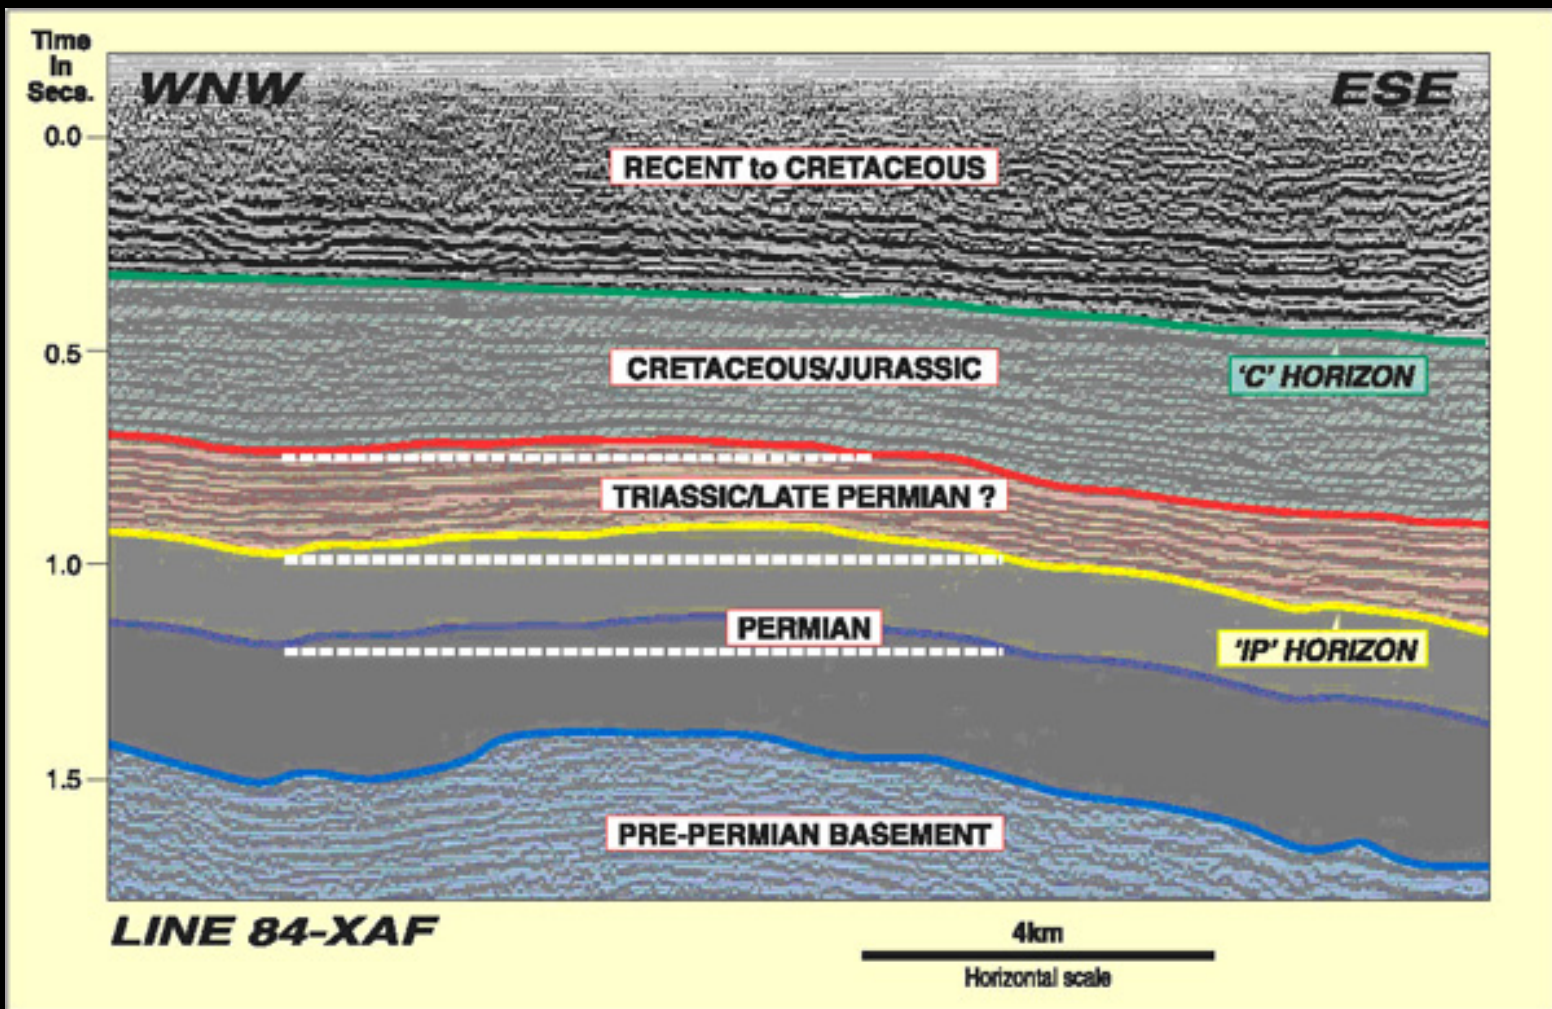 Time
In
Secs.
WNW
ESE
0.0
RECENT to CRETACEOUS
0.5
CRETACEOUS/JURASSIC
'C' HORIZON
TRIASSIC/LATE PERMIAN ?
1.0
PERMIAN
'IP' HORIZON
1.5
PRE-PERMIAN BASEMENT
LINE 84-XAF
4km
Horizontal scale